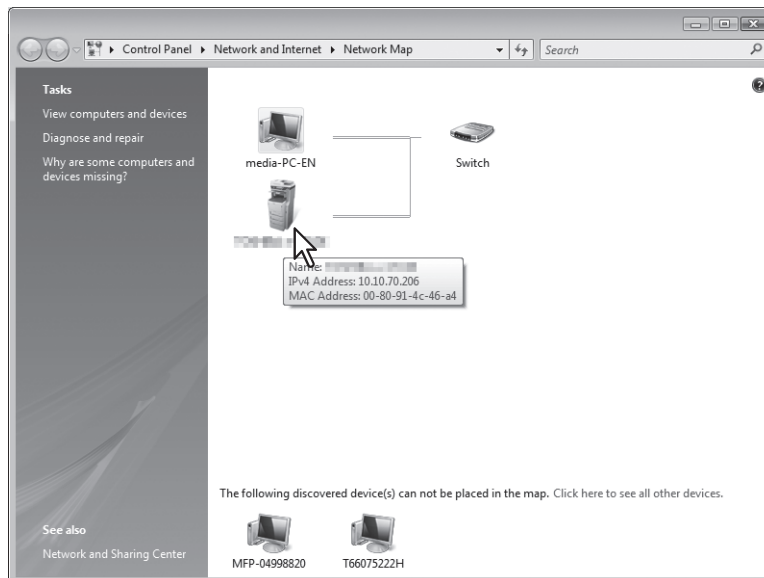 Control Panel ▸ Network and Internet ▸ Network Map
Search
Tasks
View computers and devices
Diagnose and repair
Why are some computers and
devices missing?
media-PC-EN
Switch
Name:
IPv4 Address: 10.10.70.206
MAC Address: 00-80-91-4c-46-a4
The following discovered device(s) can not be placed in the map. Click here to see all other devices.
See also
Network and Sharing Center
MFP-04998820
T66075222H